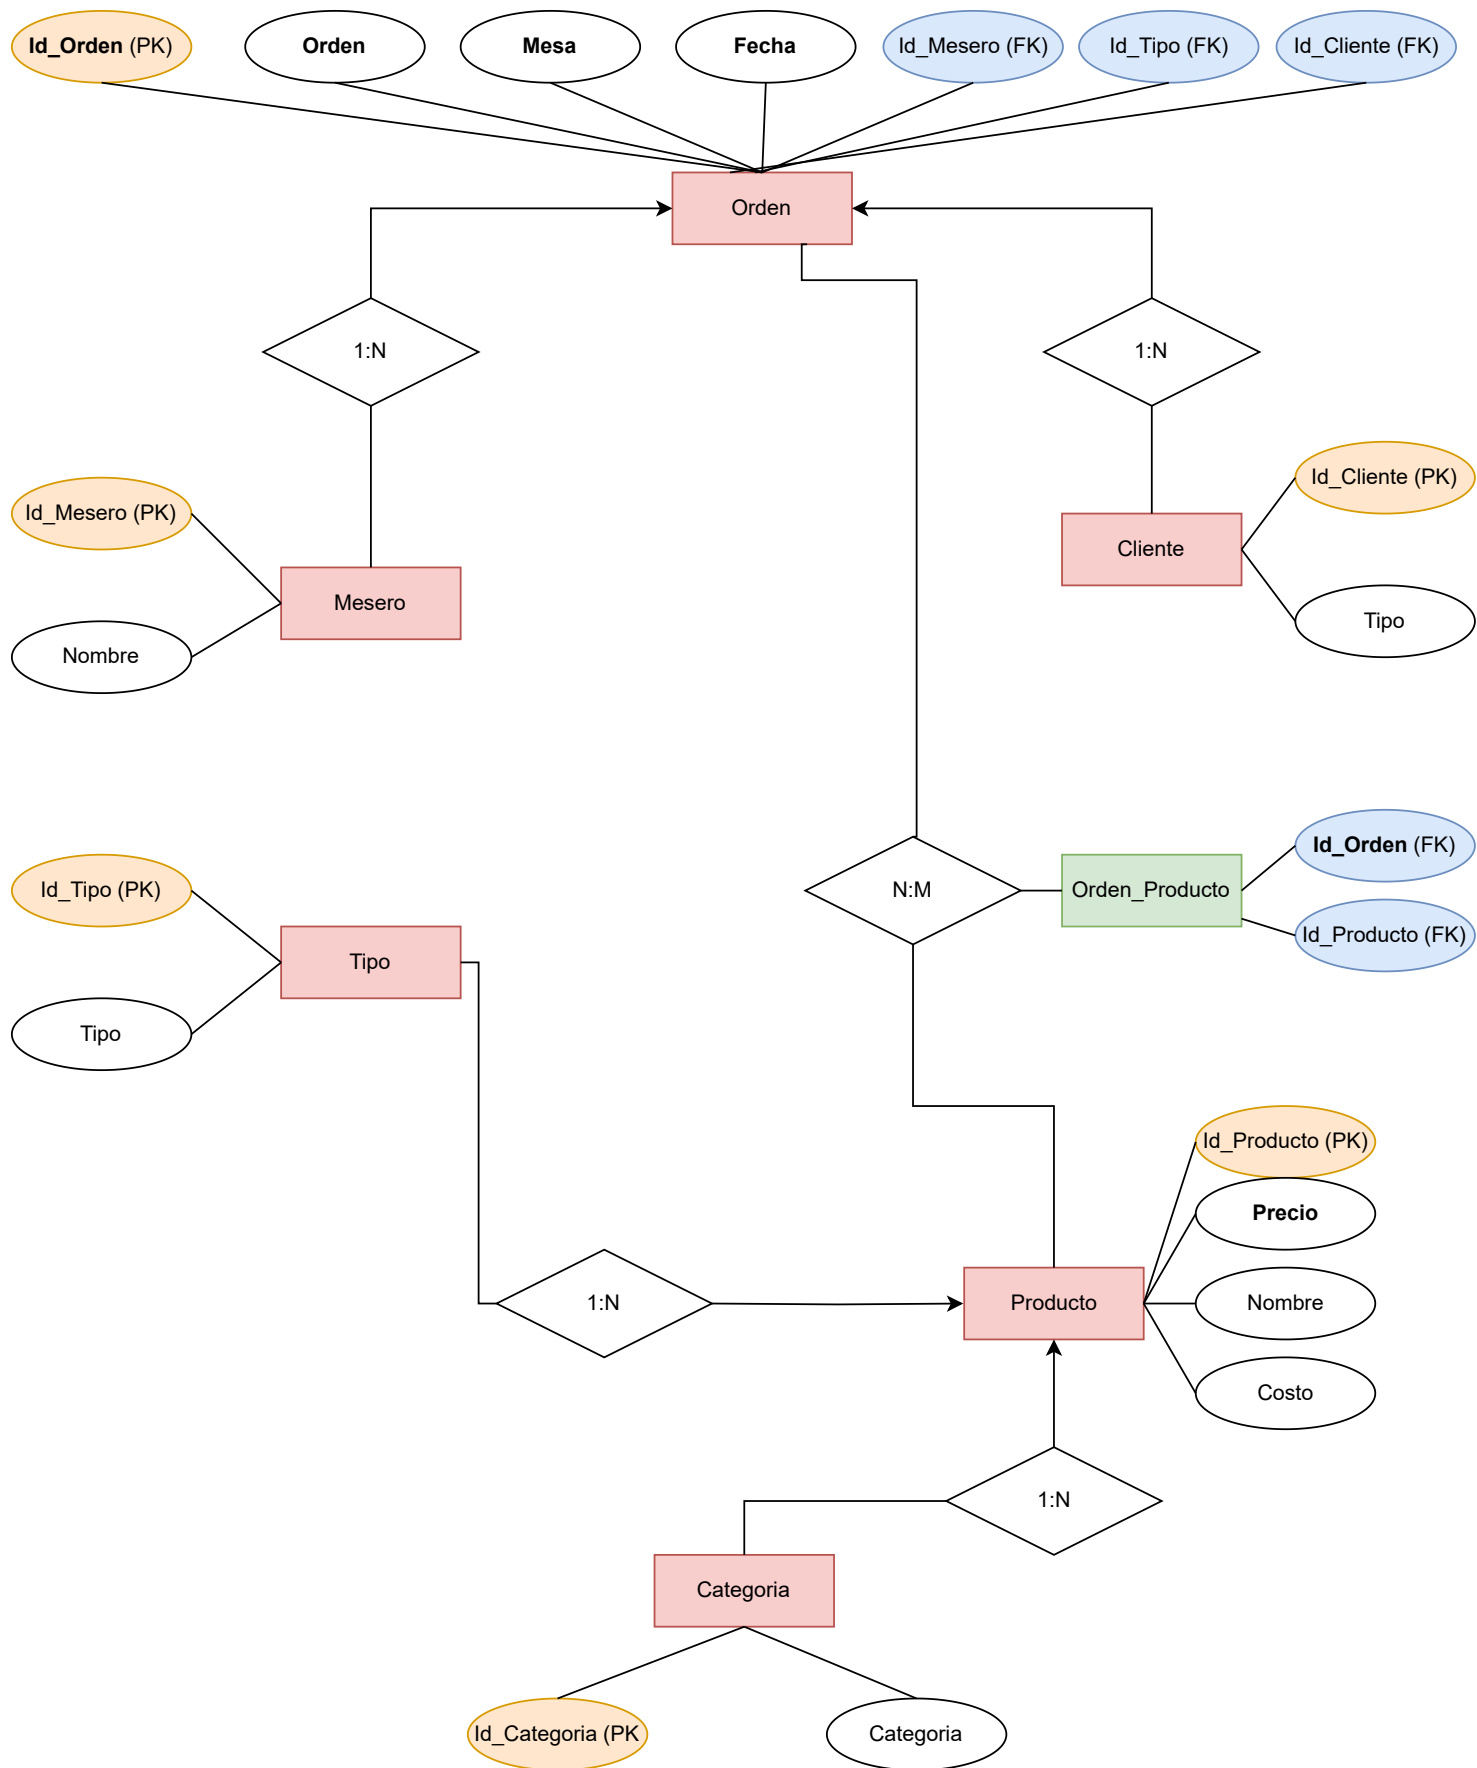 Id_Orden (PK)
Orden
Mesa
Fecha
Id_Mesero (FK)
Id_Tipo (FK)
Id_Cliente (FK)
Orden
1:N
1:N
Id_Mesero (PK)
Mesero
Nombre
Id_Cliente (PK)
Cliente
Tipo
Id_Tipo (PK)
Tipo
Tipo
N:M
Orden_Producto
Id_Orden (FK)
Id_Producto (FK)
Id_Producto (PK)
Precio
1:N
Producto
Nombre
Costo
1:N
Categoria
Id_Categoria (PK
Categoria